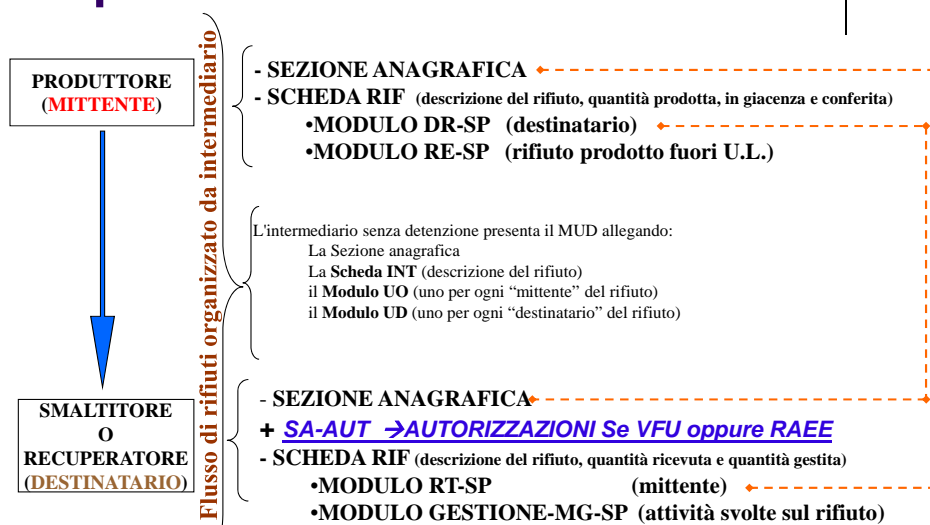 PRODUTTORE
(MITTENTE)
Flusso di rifiuti organizzato da intermediario
- SEZIONE ANAGRAFICA
- SCHEDA RIF (descrizione del rifiuto, quantità prodotta, in giacenza e conferita)
•MODULO DR-SP (destinatario)
•MODULO RE-SP (rifiuto prodotto fuori U.L.)
L'intermediario senza detenzione presenta il MUD allegando:
La Sezione anagrafica
La Scheda INT (descrizione del rifiuto)
il Modulo UO (uno per ogni “mittente” del rifiuto)
il Modulo UD (uno per ogni “destinatario” del rifiuto)
SMALTITORE
O
RECUPERATORE
(DESTINATARIO)
- SEZIONE ANAGRAFICA
+ SA-AUT →AUTORIZZAZIONI Se VFU oppure RAEE
- SCHEDA RIF (descrizione del rifiuto, quantità ricevuta e quantità gestita)
•MODULO RT-SP (mittente)
•MODULO GESTIONE-MG-SP (attività svolte sul rifiuto)